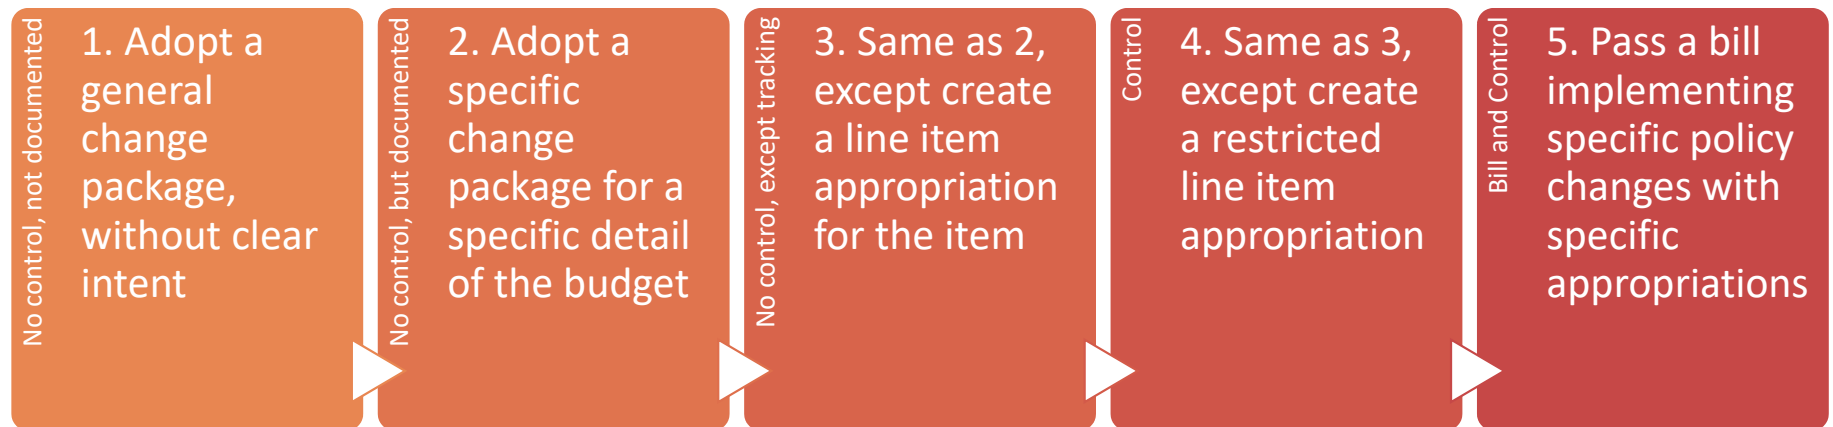 No control, not documented
1. Adopt a
general
change
package,
without clear
intent
No control, but documented
2. Adopt a
specific
change
package for a
specific detail
of the budget
No control, except tracking
3. Same as 2,
except create
a line item
appropriation
for the item
Control
4. Same as 3,
except create
a restricted
line item
appropriation
Bill and Control
5. Pass a bill
implementing
specific policy
changes with
specific
appropriations